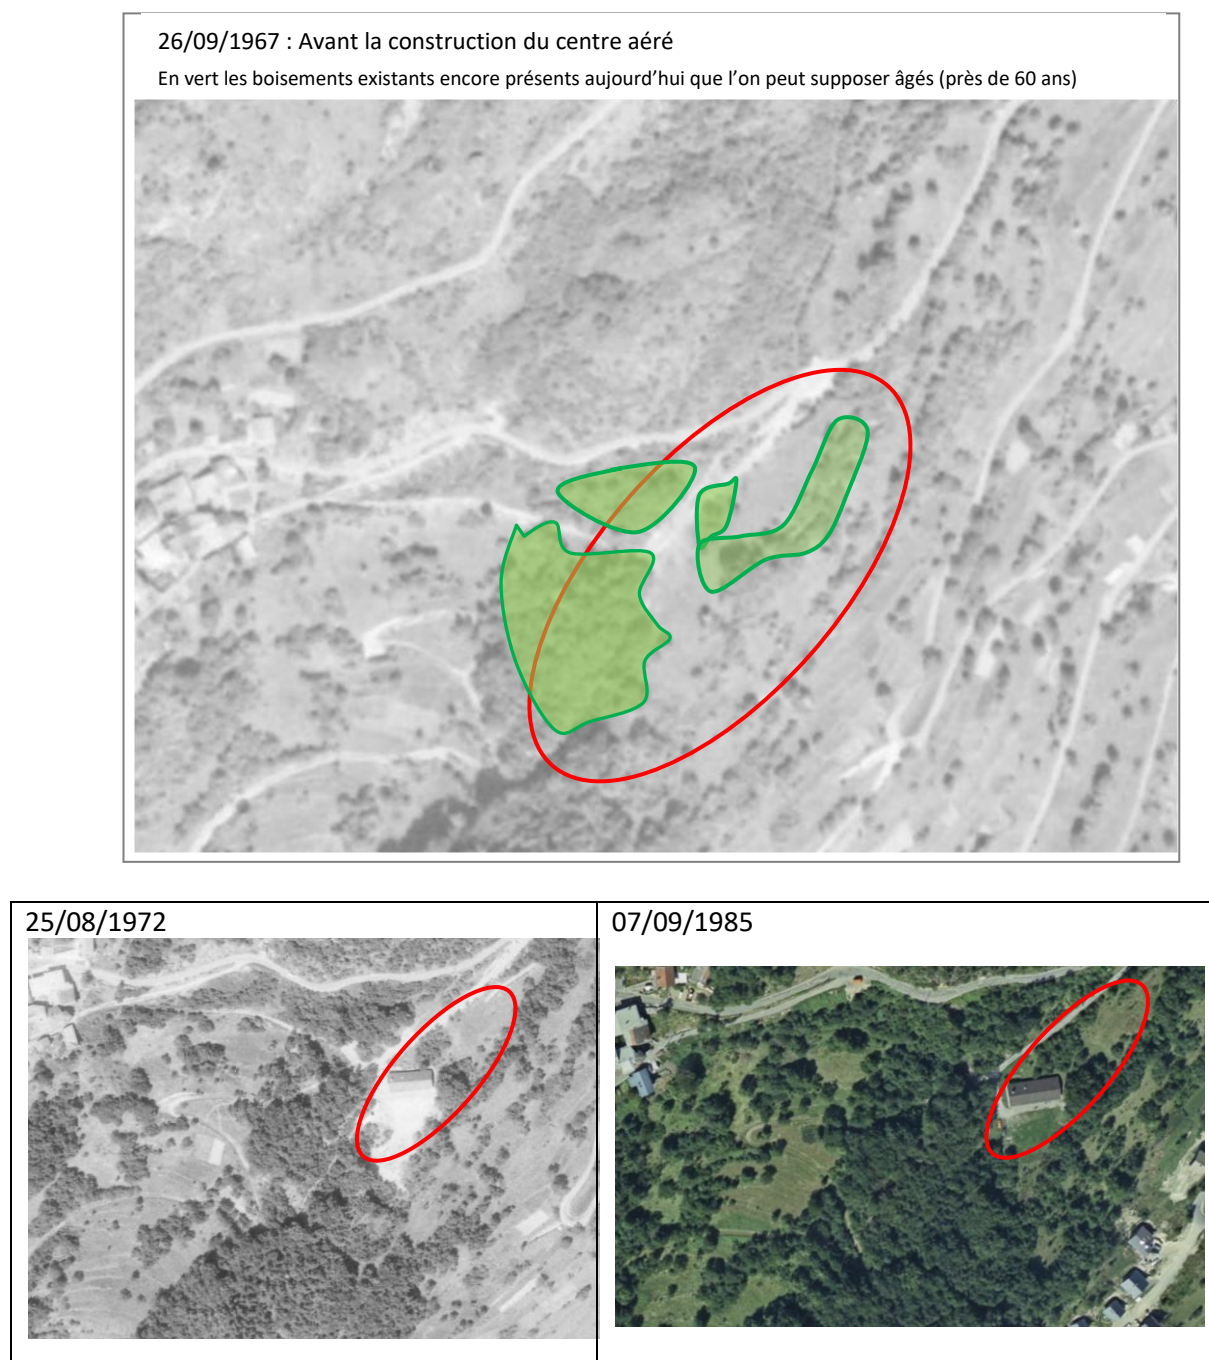 26/09/1967 : Avant la construction du centre aéré
En vert les boisements existants encore présents aujourd’hui que l’on peut supposer âgés (près de 60 ans)
25/08/1972
07/09/1985